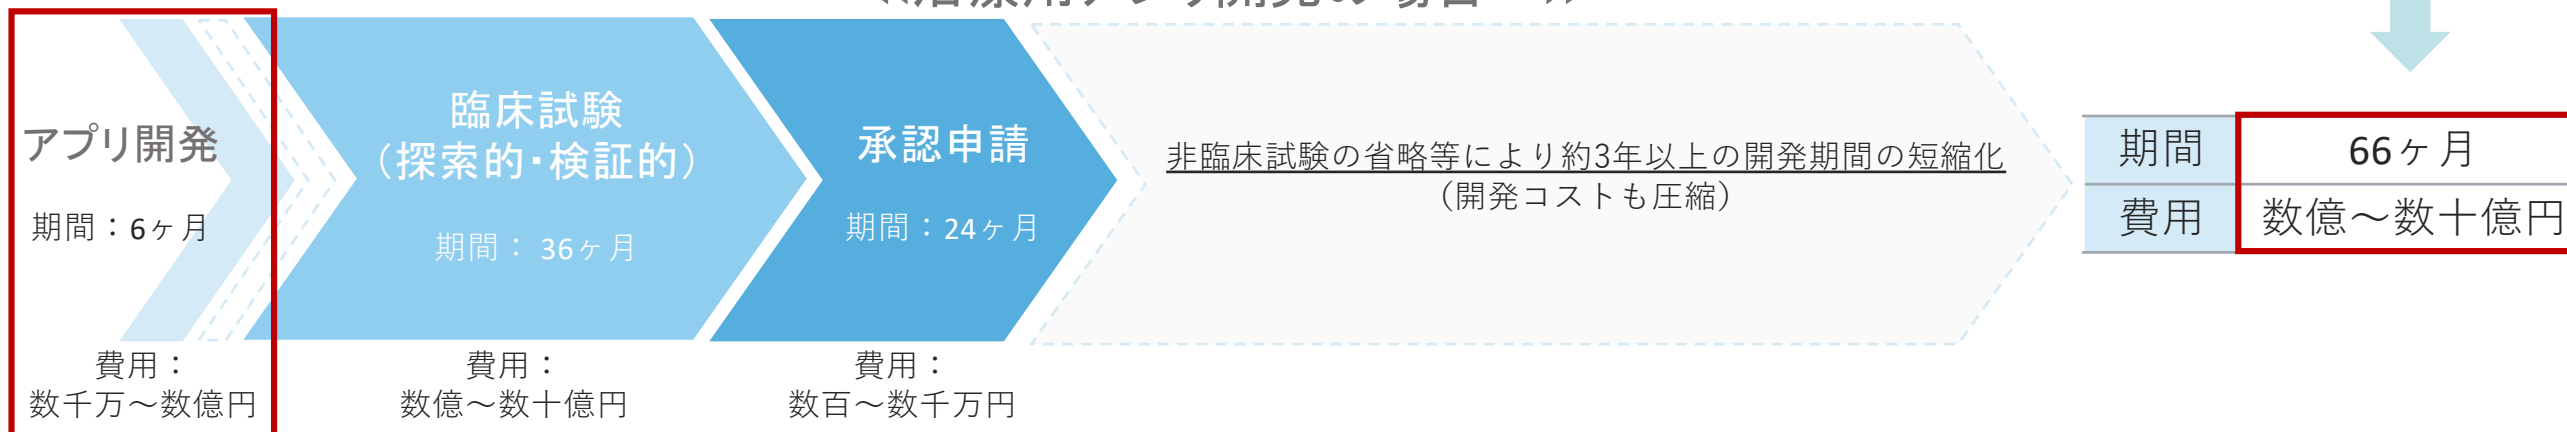 アプリ開発
期間：6ヶ月
費用：
数千万～数億円
臨床試験
（探索的・検証的）
期間： 36ヶ月
費用：
数億～数十億円
承認申請
期間：24ヶ月
費用：
数百～数千万円
非臨床試験の省略等により約3年以上の開発期間の短縮化
（開発コストも圧縮）
期間 66ヶ月
費用 数億～数十億円